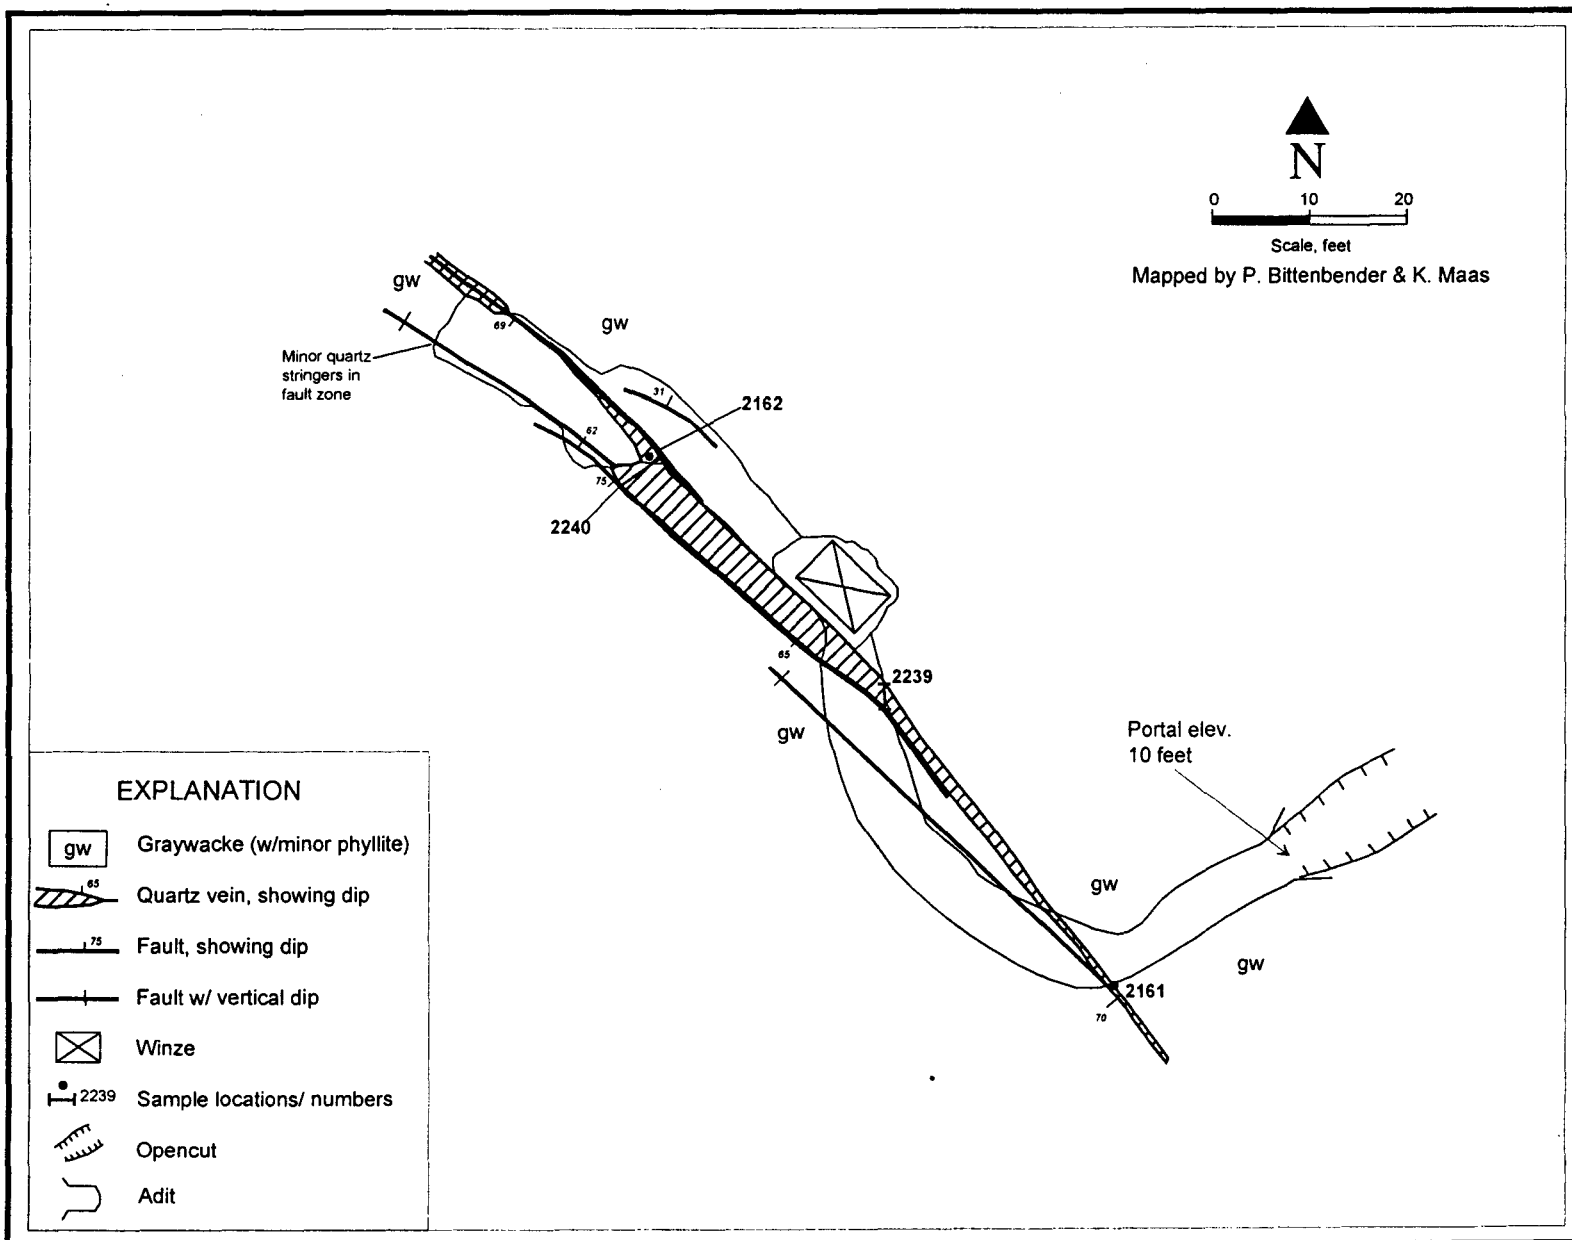 N
0 10 20
Scale, feet
Mapped by P. Bittenbender & K. Maas
gw
69
gw
Minor quartz
stringers in
fault zone
31
2162
62
75
2240
65
2239
gw
Portal elev.
10 feet
gw
gw
2161
70
EXPLANATION
gw Graywacke (w/minor phyllite)
65 Quartz vein, showing dip
75 Fault, showing dip
Fault w/ vertical dip
Winze
2239 Sample locations/ numbers
Opencut
Adit